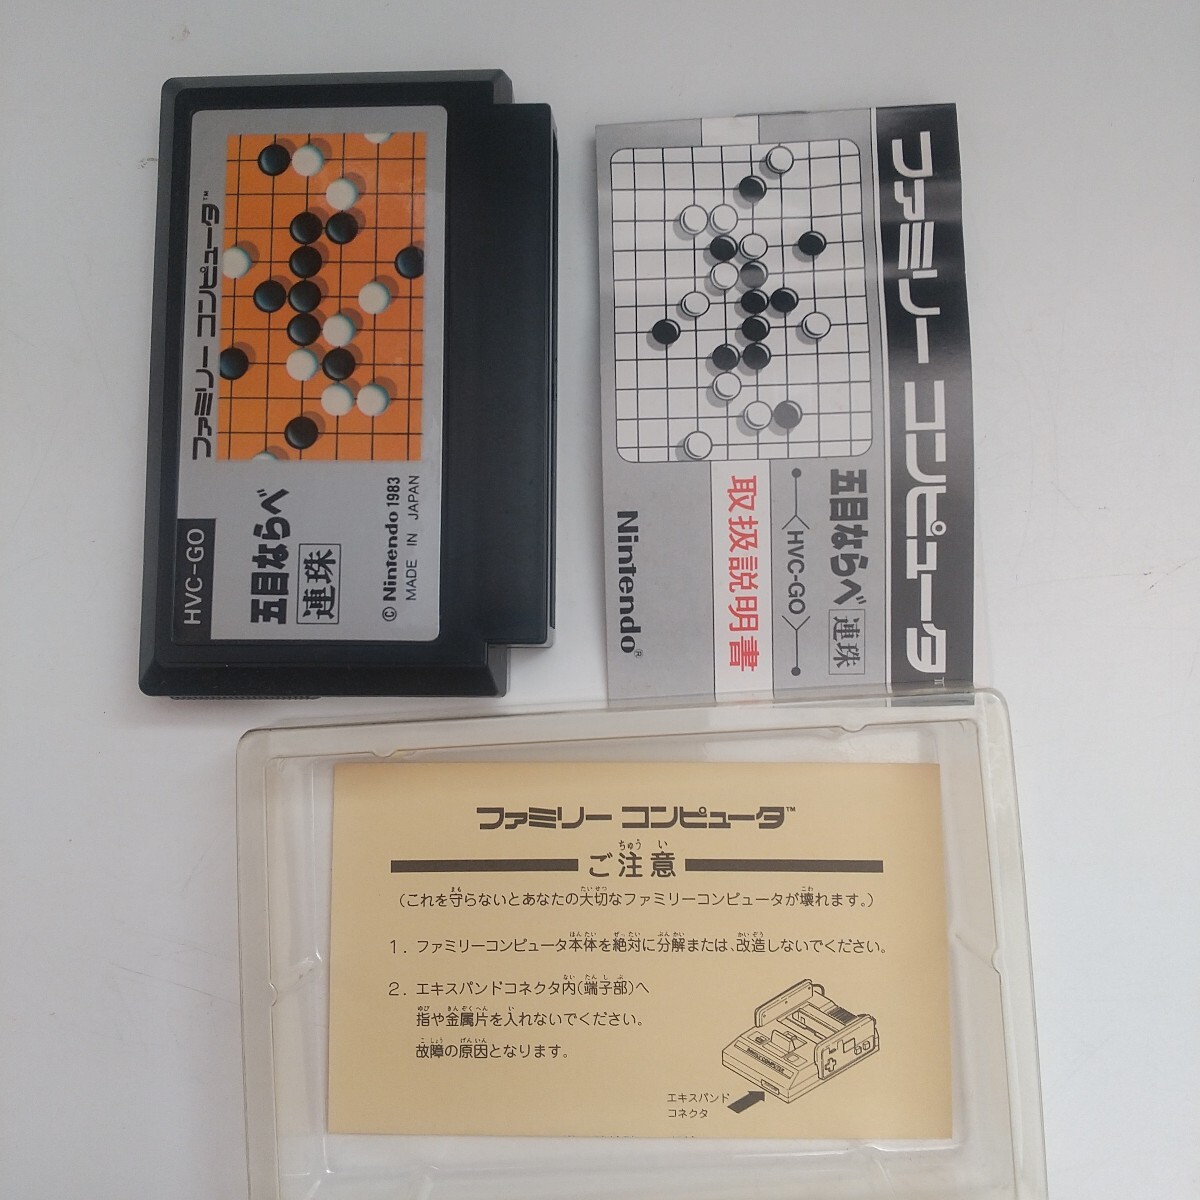 ファミリー コンピュータ™
HVC-GO
五目ならべ
連珠
© Nintendo 1983
MADE IN JAPAN
ファミリー コンピュータ
五目ならべ 連珠
<HVC-GO>
取扱説明書
Nintendo®
ファミリー コンピュータ™
ご注意
(これを守らないとあなたの大切なファミリーコンピュータが壊れます。)
1. ファミリーコンピュータ本体を絶対に分解または、改造しないでください。
2. エキスパンドコネクタ内(端子部)へ
指や金属片を入れないでください。
故障の原因となります。
エキスパンド
コネクタ